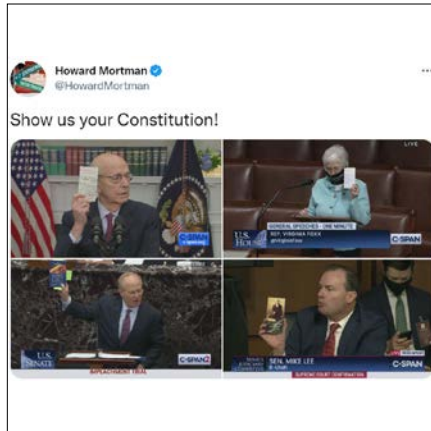 Howard Mortman
@HowardMortman
Show us your Constitution!
C-SPAN
LIVE
U.S. HOUSE
GENERAL SPEECHES - ONE MINUTE
REP. VIRGINIA FOXX
C-SPAN
U.S. SENATE
C-SPAN2
IMPEACHMENT TRIAL
SEN. MIKE LEE
R-Utah
C-SPAN
SUPREME COURT CONFIRMATION